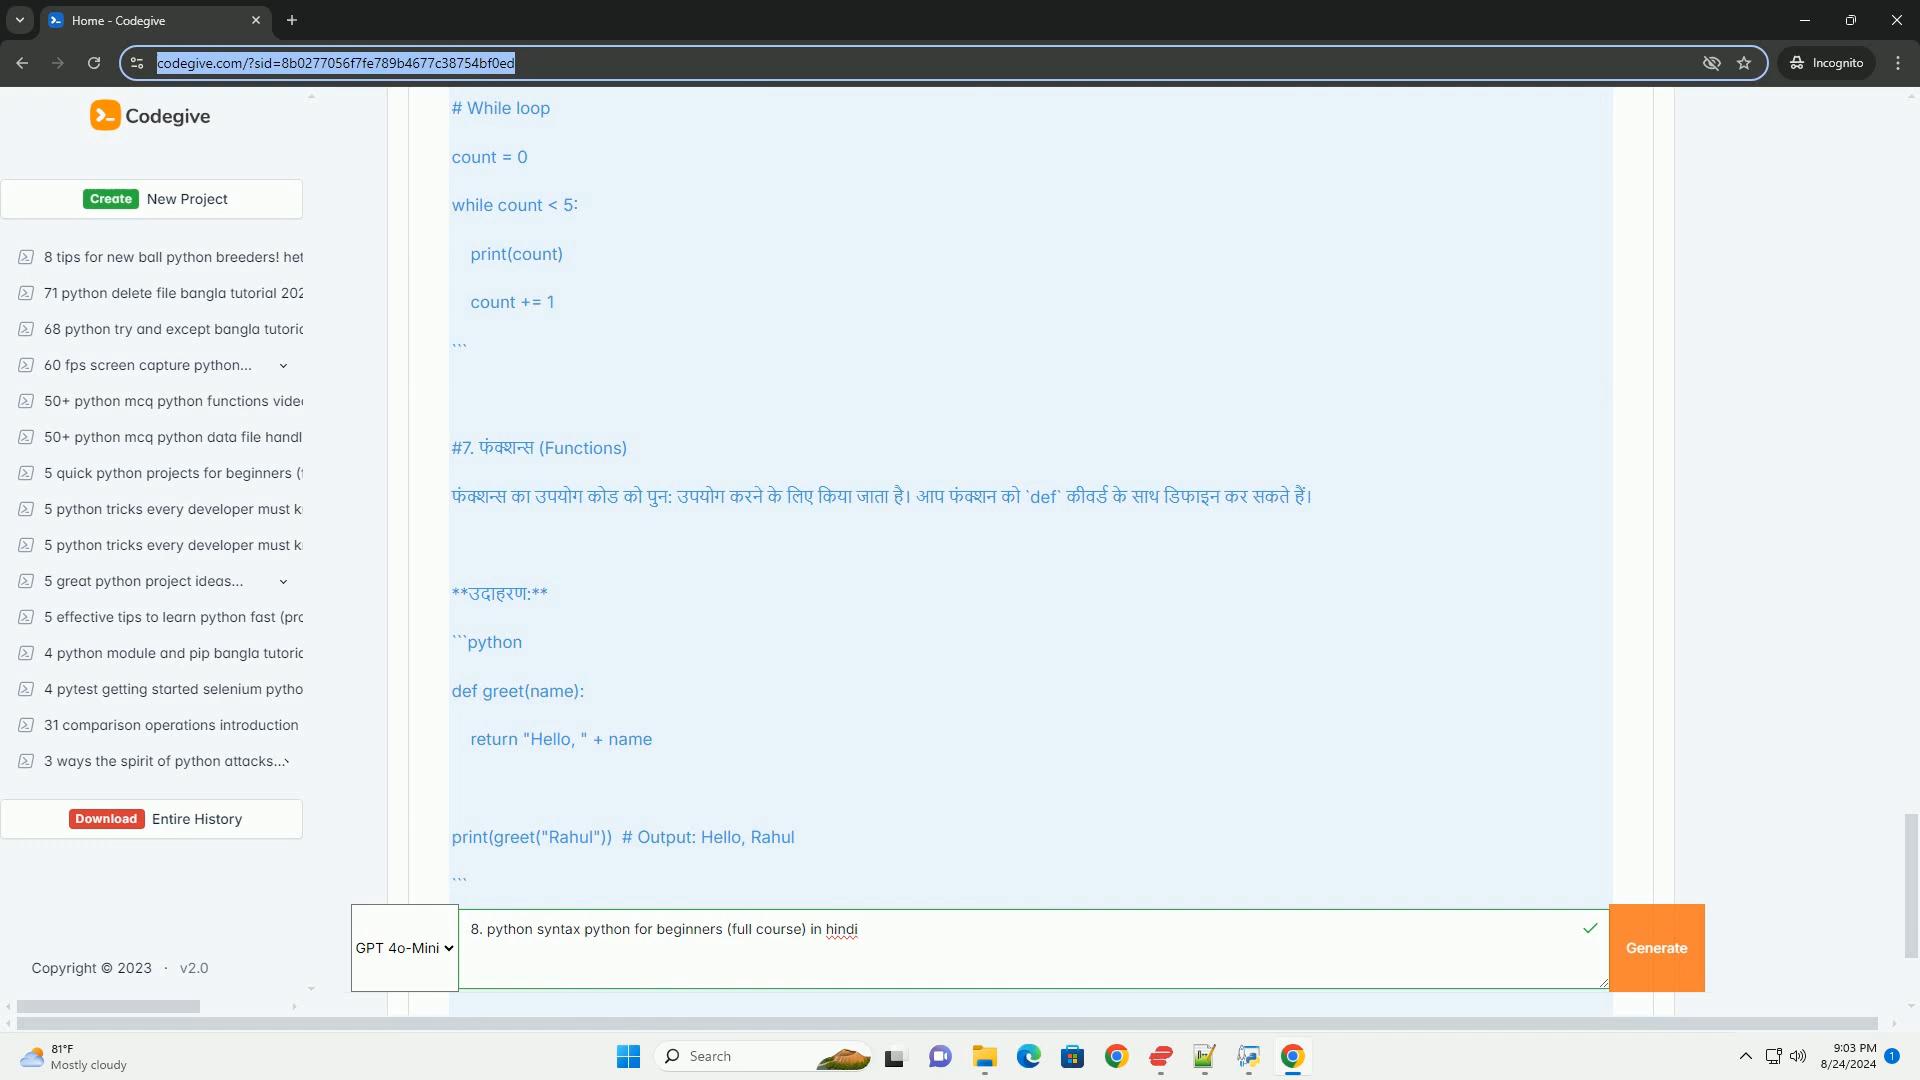 Home - Codegive
codegive.com/?sid=8b0277056f7fe789b4677c38754bf0ed
Incognito
Codegive
Create New Project
8 tips for new ball python breeders! het
71 python delete file bangla tutorial 202
68 python try and except bangla tutoric
60 fps screen capture python...
50+ python mcq python functions vide
50+ python mcq python data file handl
5 quick python projects for beginners (
5 python tricks every developer must k
5 python tricks every developer must k
5 great python project ideas...
5 effective tips to learn python fast (pro
4 python module and pip bangla tutoric
4 pytest getting started selenium pytho
31 comparison operations introduction
3 ways the spirit of python attacks...
Download Entire History
Copyright © 2023 · v2.0
# While loop
count = 0
while count < 5:
print(count)
count += 1
```
#7. फंक्शन्स (Functions)
फंक्शन्स का उपयोग कोड को पुन: उपयोग करने के लिए किया जाता है। आप फंक्शन को `def` कीवर्ड के साथ डिफाइन कर सकते हैं।
**उदाहरण:**
```python
def greet(name):
return "Hello, " + name
print(greet("Rahul")) # Output: Hello, Rahul
```
GPT 4o-Mini
8. python syntax python for beginners (full course) in hindi
Generate
81°F
Mostly cloudy
Search
9:03 PM
8/24/2024
1